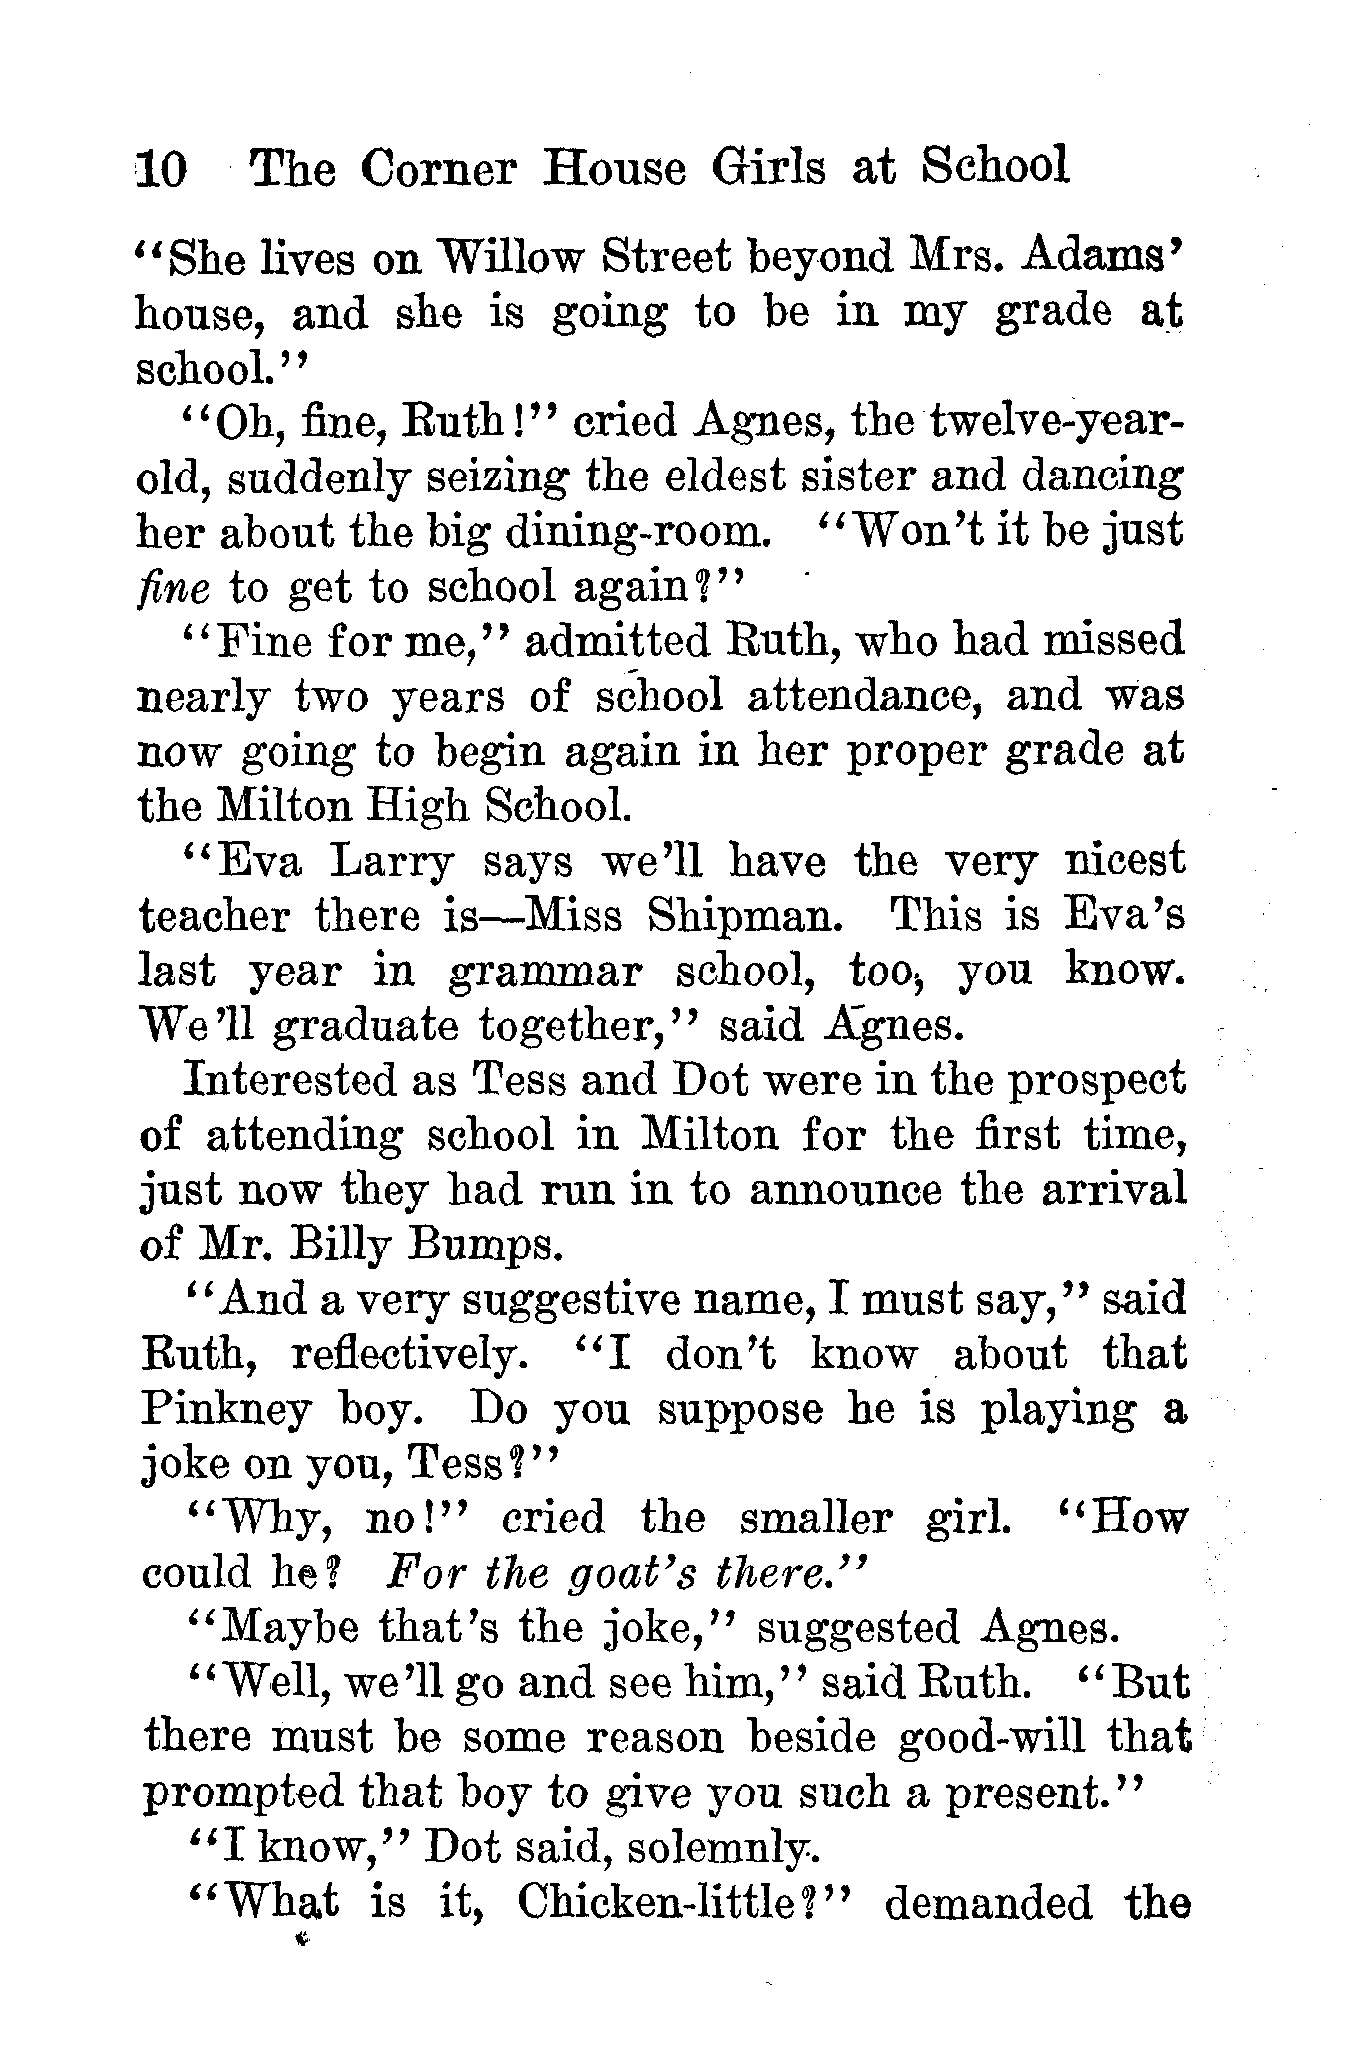 10 The Corner House Girls at School
"She lives on Willow Street beyond Mrs. Adams'
house, and she is going to be in my grade at
school."
"Oh, fine, Ruth!" cried Agnes, the twelve-year-
old, suddenly seizing the eldest sister and dancing
her about the big dining-room. "Won't it be just
fine to get to school again?"
"Fine for me," admitted Ruth, who had missed
nearly two years of school attendance, and was
now going to begin again in her proper grade at
the Milton High School.
"Eva Larry says we'll have the very nicest
teacher there is—Miss Shipman. This is Eva's
last year in grammar school, too, you know.
We'll graduate together," said Agnes.
Interested as Tess and Dot were in the prospect
of attending school in Milton for the first time,
just now they had run in to announce the arrival
of Mr. Billy Bumps.
"And a very suggestive name, I must say," said
Ruth, reflectively. "I don't know about that
Pinkney boy. Do you suppose he is playing a
joke on you, Tess?"
"Why, no!" cried the smaller girl. "How
could he? For the goat's there."
"Maybe that's the joke," suggested Agnes.
"Well, we'll go and see him," said Ruth. "But
there must be some reason beside good-will that
prompted that boy to give you such a present."
"I know," Dot said, solemnly.
"What is it, Chicken-little?" demanded the